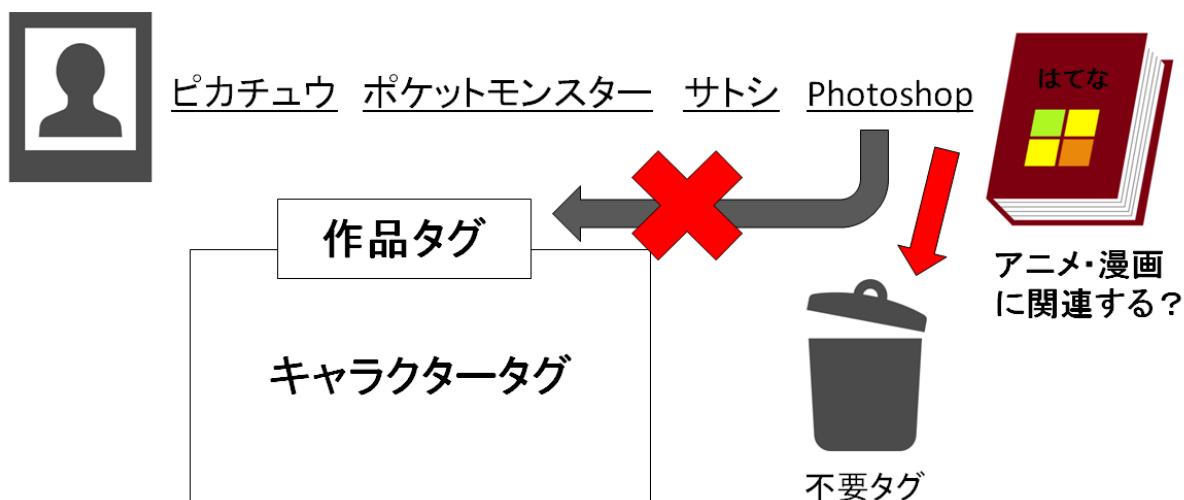 ピカチュウ ポケットモンスター サトシ Photoshop
はてな
作品タグ
アニメ・漫画
に関連する？
キャラクタータグ
不要タグ